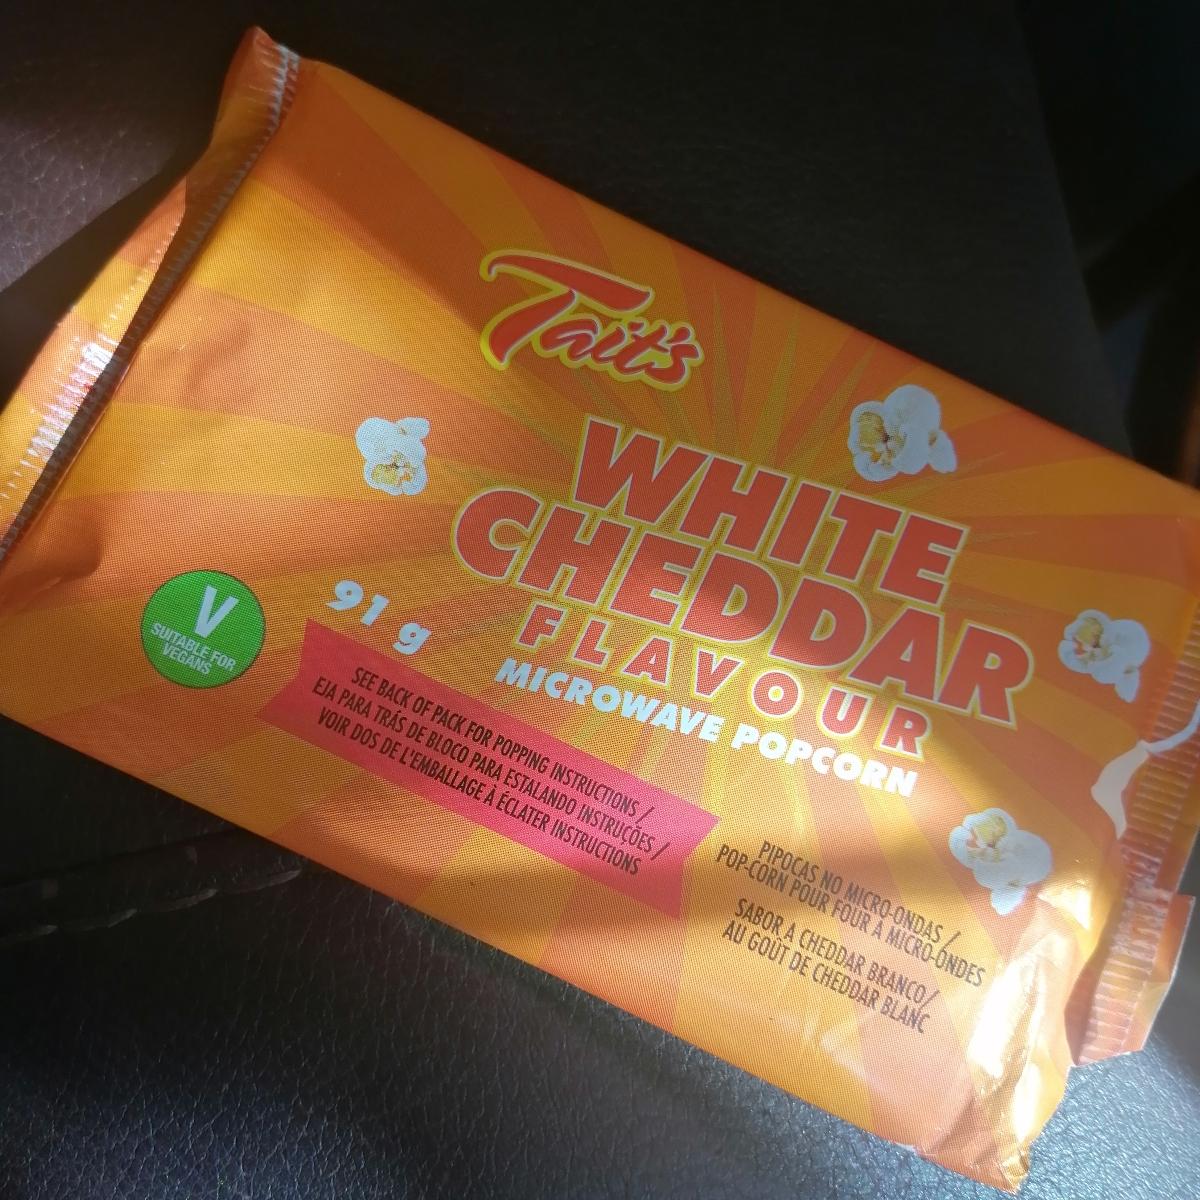 Tait's
WHITE
CHEDDAR
FLAVOUR
MICROWAVE POPCORN
91 g
V
SUITABLE FOR
VEGANS
SEE BACK OF PACK FOR POPPING INSTRUCTIONS /
EJA PARA TRÁS DE BLOCO PARA ESTALANDO INSTRUÇÕES /
VOIR DOS DE L'EMBALLAGE À ÉCLATER INSTRUCTIONS
PIPOCAS NO MICRO-ONDAS /
POP-CORN POUR FOUR A MICRO-ONDES
SABOR A CHEDDAR BRANCO/
AU GOÛT DE CHEDDAR BLANC